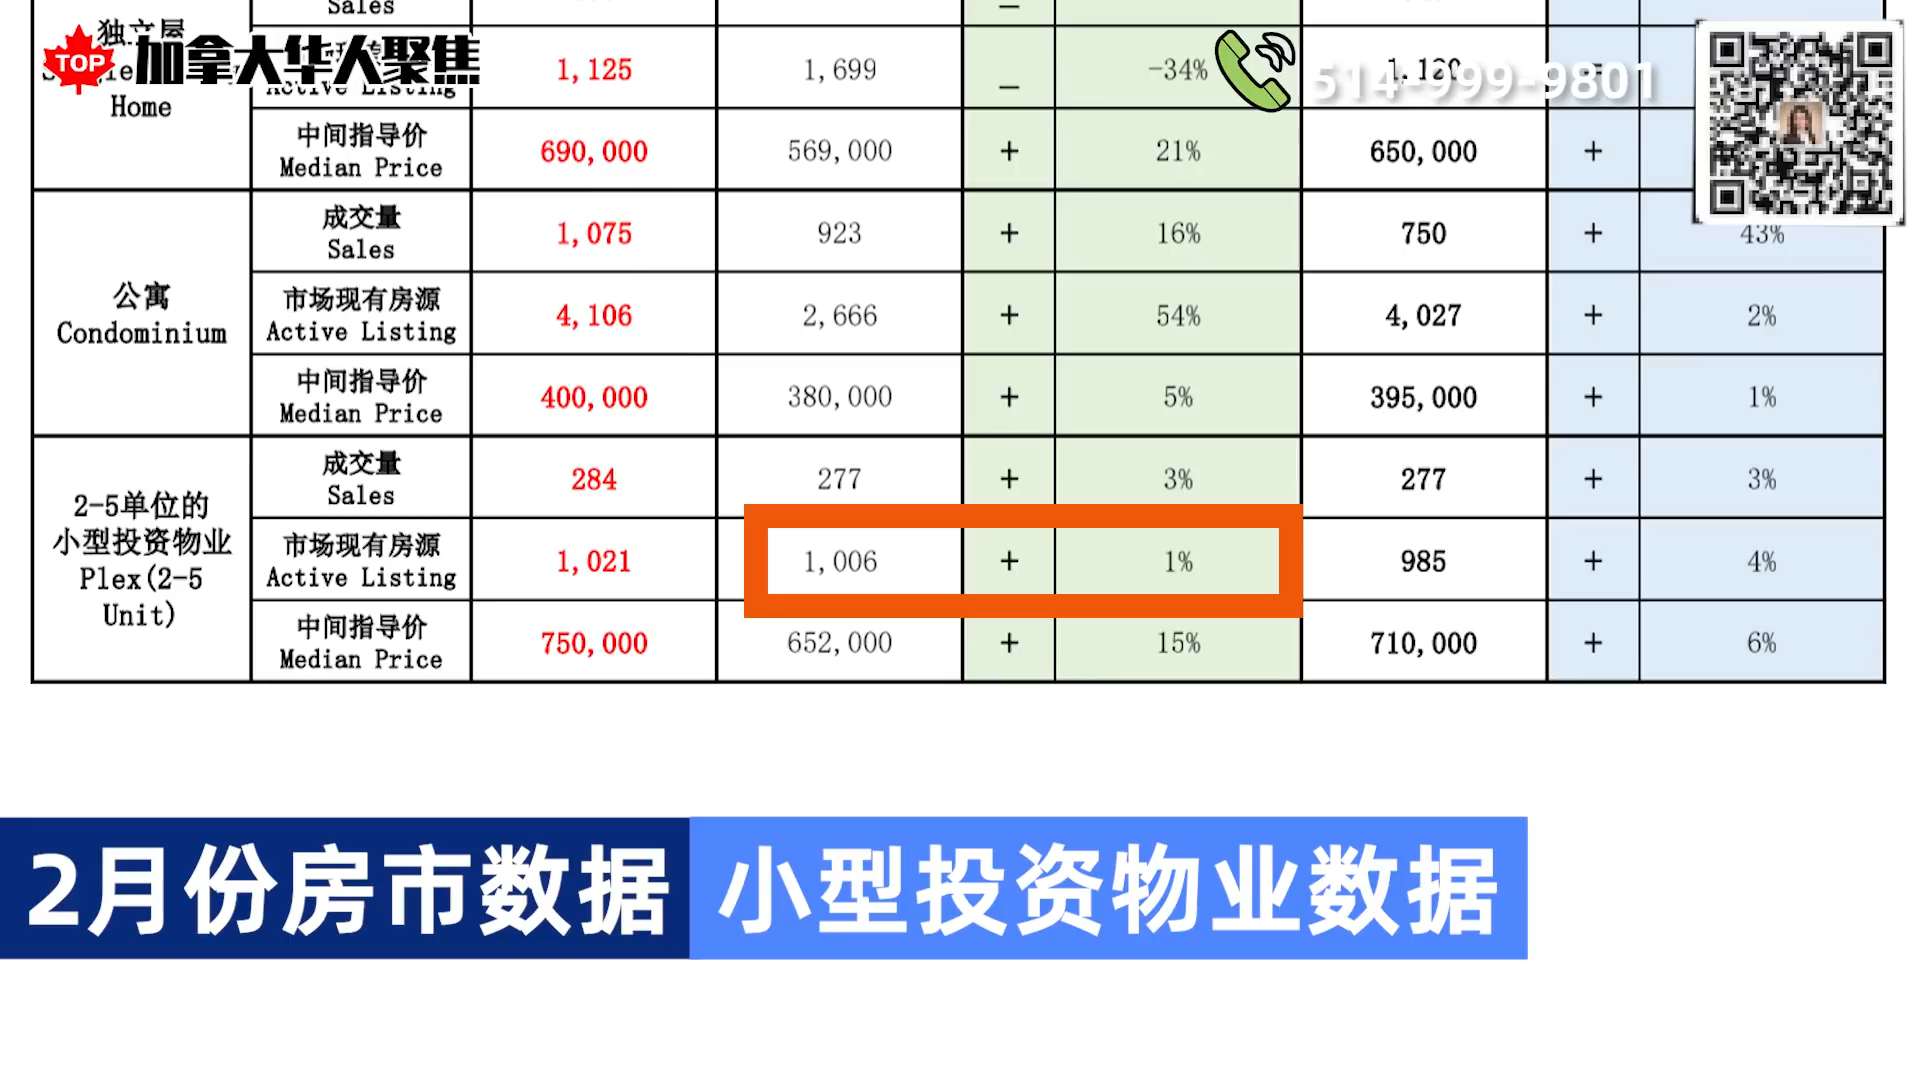 Sales
独立屋
Home
TOP 加拿大华人聚焦
Active Listing
1,125
1,699
-
-34%
514-999-9801
中间指导价
Median Price
690,000
569,000
+
21%
650,000
+
公寓
Condominium
成交量
Sales
1,075
923
+
16%
750
+
43%
市场现有房源
Active Listing
4,106
2,666
+
54%
4,027
+
2%
中间指导价
Median Price
400,000
380,000
+
5%
395,000
+
1%
2-5单位的
小型投资物业
Plex(2-5
Unit)
成交量
Sales
284
277
+
3%
277
+
3%
市场现有房源
Active Listing
1,021
1,006
+
1%
985
+
4%
中间指导价
Median Price
750,000
652,000
+
15%
710,000
+
6%
2月份房市数据 小型投资物业数据